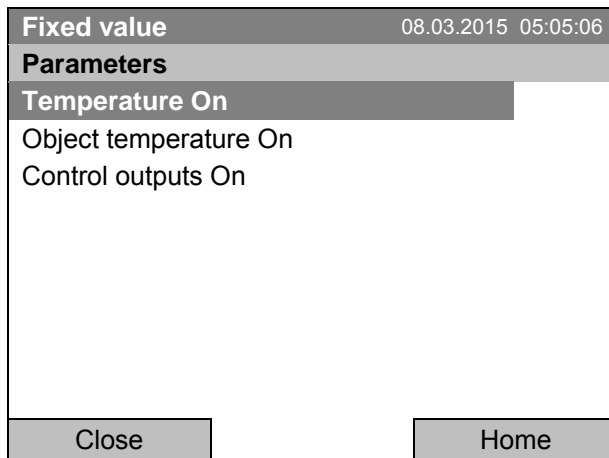 Fixed value 08.03.2015 05:05:06
Parameters
Temperature On
Object temperature On
Control outputs On
Close Home